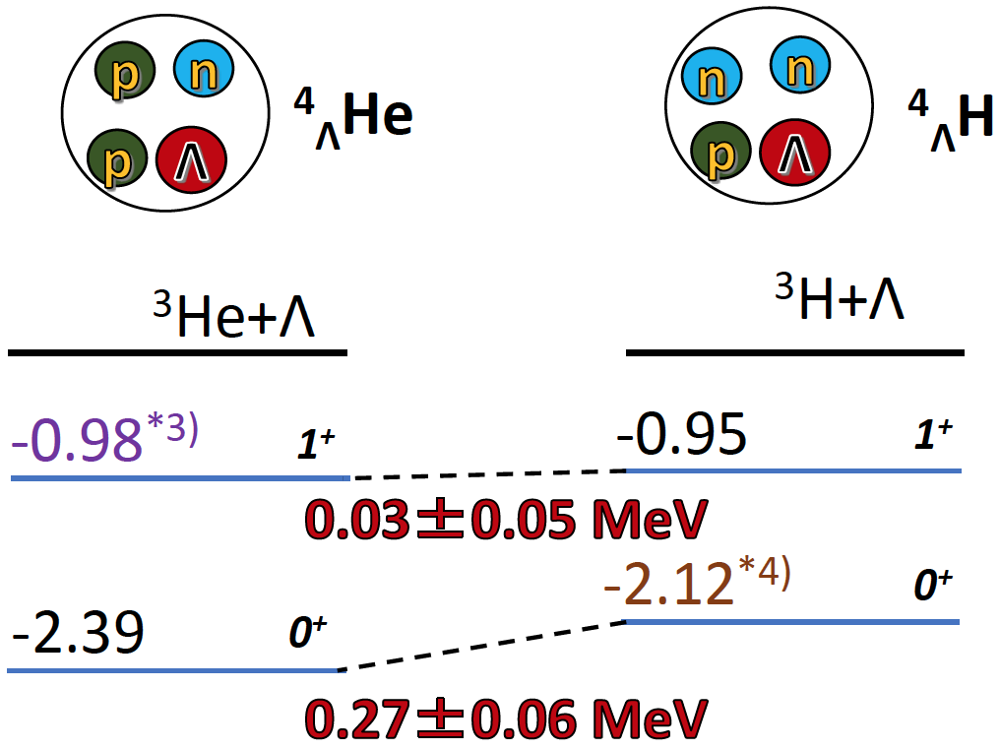 p n
p Λ
⁴ΛHe
n n
p Λ
⁴ΛH
³He+Λ
³H+Λ
-0.98*3) 1⁺
-0.95 1⁺
0.03±0.05 MeV
-2.12*4) 0⁺
-2.39 0⁺
0.27±0.06 MeV